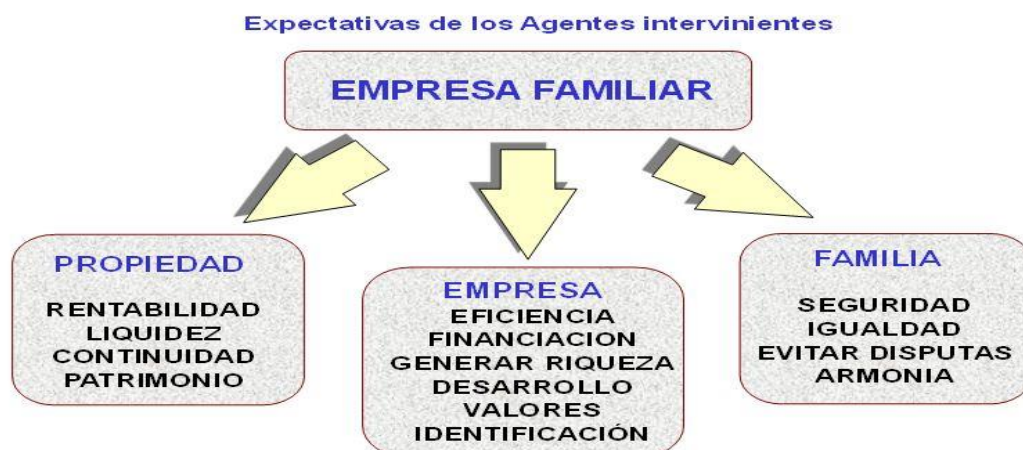 Expectativas de los Agentes intervinientes
EMPRESA FAMILIAR
PROPIEDAD
RENTABILIDAD
LIQUIDEZ
CONTINUIDAD
PATRIMONIO
EMPRESA
EFICIENCIA
FINANCIACION
GENERAR RIQUEZA
DESARROLLO
VALORES
IDENTIFICACIÓN
FAMILIA
SEGURIDAD
IGUALDAD
EVITAR DISPUTAS
ARMONIA